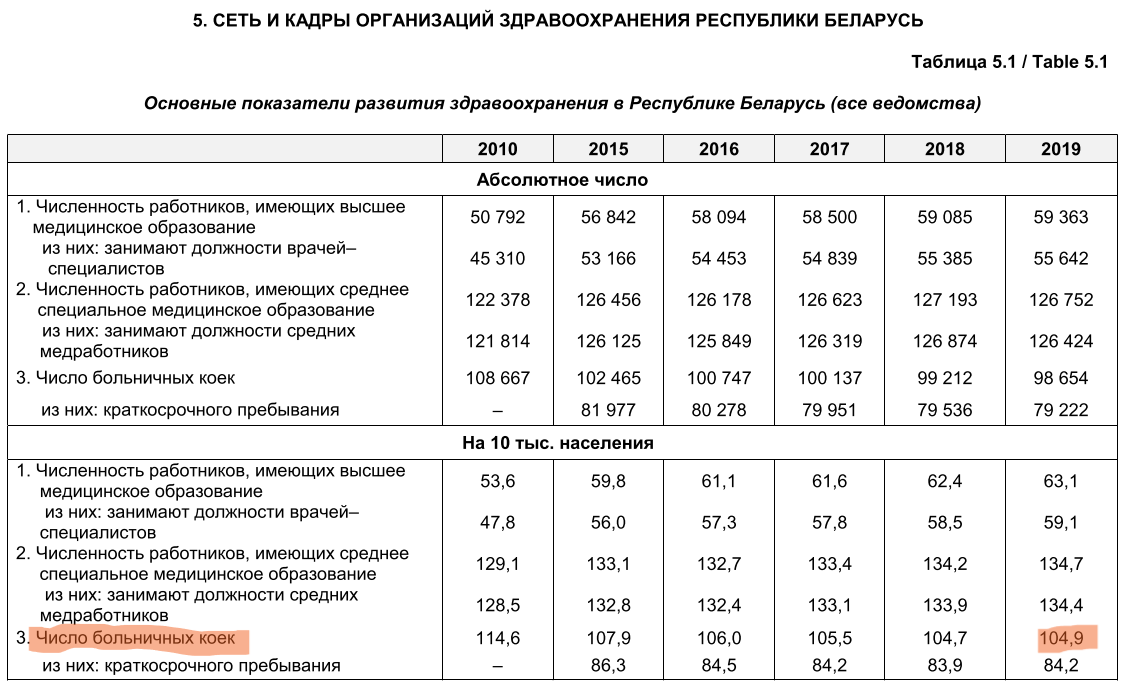 5. СЕТЬ И КАДРЫ ОРГАНИЗАЦИЙ ЗДРАВООХРАНЕНИЯ РЕСПУБЛИКИ БЕЛАРУСЬ
Таблица 5.1 / Table 5.1
Основные показатели развития здравоохранения в Республике Беларусь (все ведомства)
2010 2015 2016 2017 2018 2019
Абсолютное число
1. Численность работников, имеющих высшее
медицинское образование 50 792 56 842 58 094 58 500 59 085 59 363
из них: занимают должности врачей–
специалистов 45 310 53 166 54 453 54 839 55 385 55 642
2. Численность работников, имеющих среднее
специальное медицинское образование 122 378 126 456 126 178 126 623 127 193 126 752
из них: занимают должности средних
медработников 121 814 126 125 125 849 126 319 126 874 126 424
3. Число больничных коек 108 667 102 465 100 747 100 137 99 212 98 654
из них: краткосрочного пребывания – 81 977 80 278 79 951 79 536 79 222
На 10 тыс. населения
1. Численность работников, имеющих высшее
медицинское образование 53,6 59,8 61,1 61,6 62,4 63,1
из них: занимают должности врачей–
специалистов 47,8 56,0 57,3 57,8 58,5 59,1
2. Численность работников, имеющих среднее
специальное медицинское образование 129,1 133,1 132,7 133,4 134,2 134,7
из них: занимают должности средних
медработников 128,5 132,8 132,4 133,1 133,9 134,4
3. Число больничных коек 114,6 107,9 106,0 105,5 104,7 104,9
из них: краткосрочного пребывания – 86,3 84,5 84,2 83,9 84,2